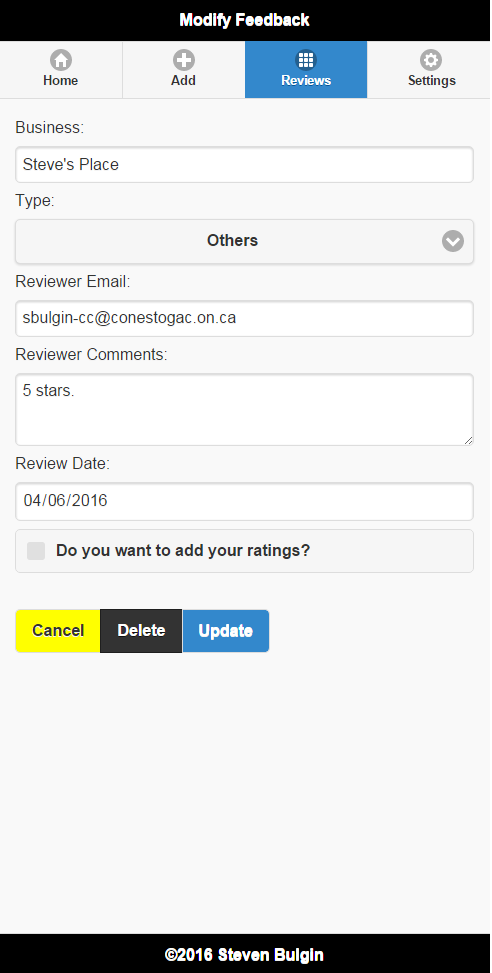 Modify Feedback
Home Add Reviews Settings
Business:
Steve's Place
Type:
Others
Reviewer Email:
sbulgin-cc@conestogac.on.ca
Reviewer Comments:
5 stars.
Review Date:
04/06/2016
Do you want to add your ratings?
Cancel Delete Update
©2016 Steven Bulgin